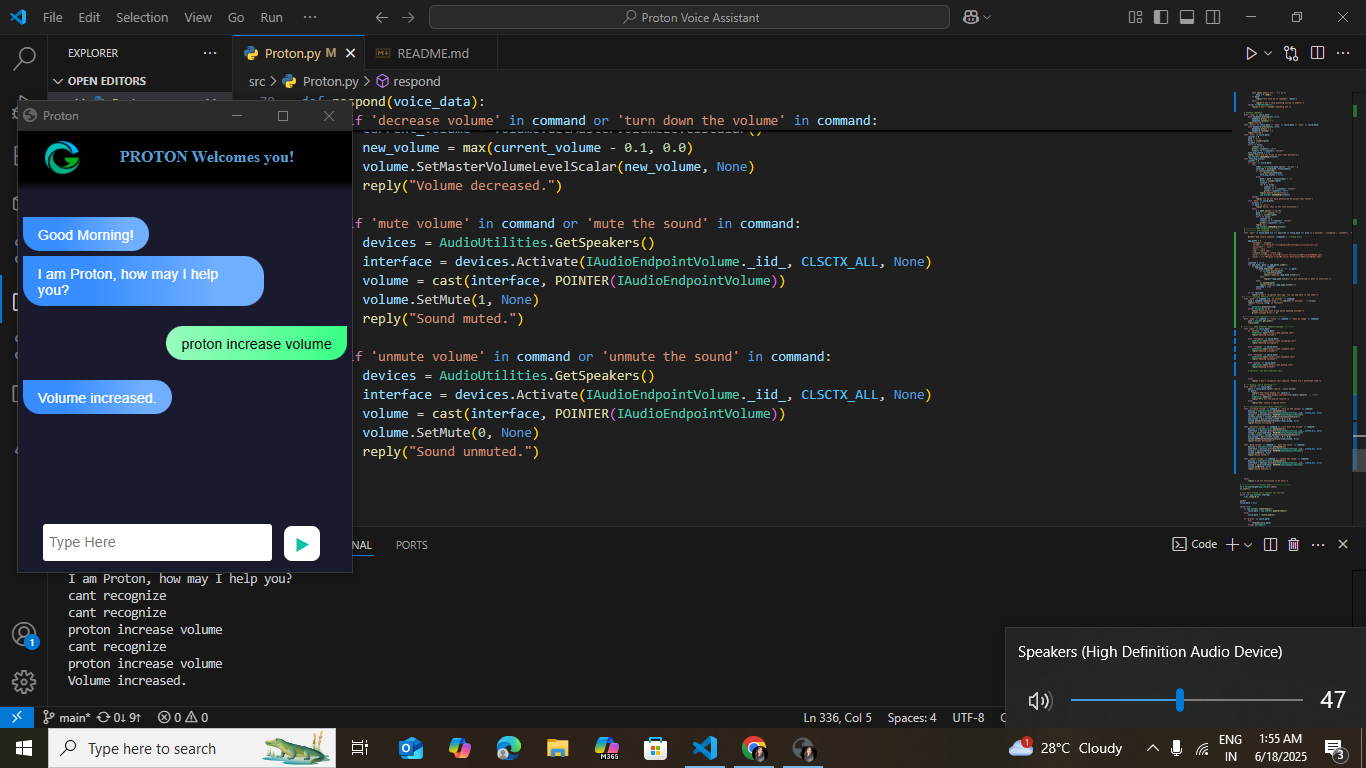 File Edit Selection View Go Run ···
Proton Voice Assistant
EXPLORER ···
OPEN EDITORS
Proton.py M
README.md
src > Proton.py > respond
respond(voice_data):
'decrease volume' in command or 'turn down the volume' in command:
new_volume = max(current_volume - 0.1, 0.0)
volume.SetMasterVolumeLevelScalar(new_volume, None)
reply("Volume decreased.")
f 'mute volume' in command or 'mute the sound' in command:
devices = AudioUtilities.GetSpeakers()
interface = devices.Activate(IAudioEndpointVolume._iid_, CLSCTX_ALL, None)
volume = cast(interface, POINTER(IAudioEndpointVolume))
volume.SetMute(1, None)
reply("Sound muted.")
f 'unmute volume' in command or 'unmute the sound' in command:
devices = AudioUtilities.GetSpeakers()
interface = devices.Activate(IAudioEndpointVolume._iid_, CLSCTX_ALL, None)
volume = cast(interface, POINTER(IAudioEndpointVolume))
volume.SetMute(0, None)
reply("Sound unmuted.")
Proton
PROTON Welcomes you!
Good Morning!
I am Proton, how may I help
you?
proton increase volume
Volume increased.
Type Here
NAL PORTS
Code
I am Proton, how may I help you?
cant recognize
cant recognize
proton increase volume
cant recognize
proton increase volume
Volume increased.
Speakers (High Definition Audio Device)
47
1
main* 0↓ 9↑ 0 0
Ln 336, Col 5 Spaces: 4 UTF-8
Type here to search
M365
1
28°C Cloudy
ENG
IN
1:55 AM
6/18/2025
3